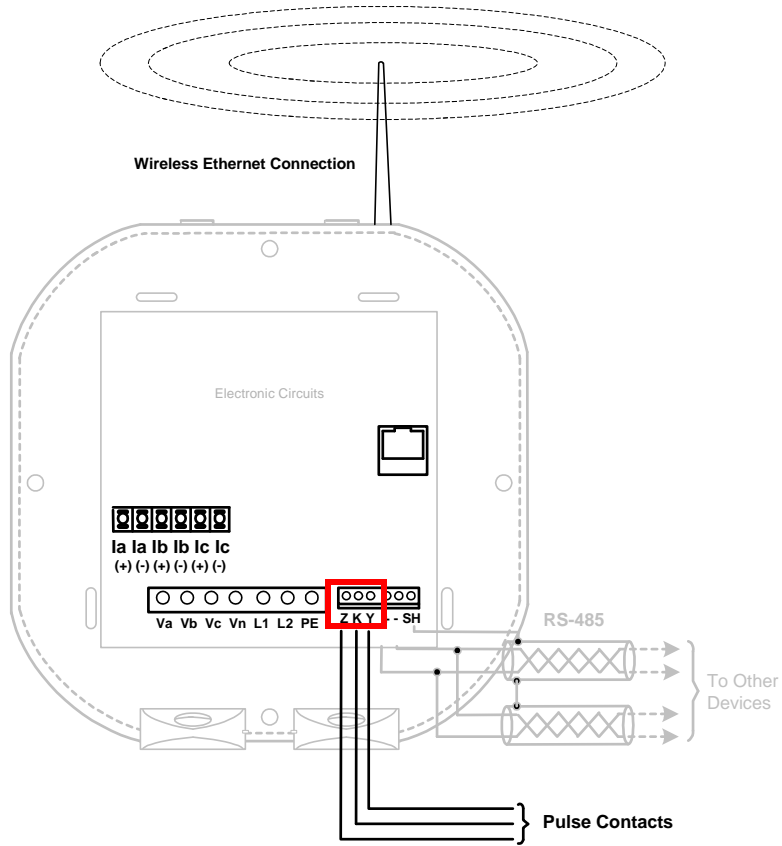 Wireless Ethernet Connection
Electronic Circuits
Ia Ia Ib Ib Ic Ic
(+) (-) (+) (-) (+) (-)
Va Vb Vc Vn L1 L2 PE
Z K Y - SH
RS-485
To Other
Devices
Pulse Contacts